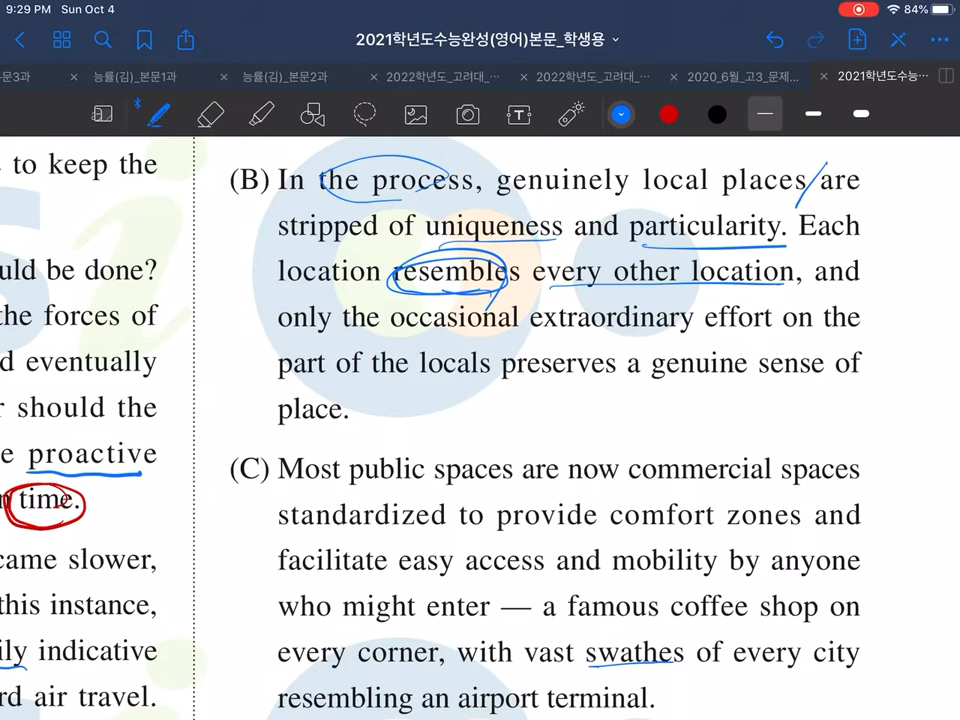 9:29 PM Sun Oct 4
84%
2021학년도수능완성(영어)본문_학생용
문3과
능률(김)_본문1과
능률(김)_본문2과
2022학년도_고려대_…
2022학년도_고려대_…
2020_6월_고3_문제…
2021학년도수능…
to keep the
uld be done?
the forces of
d eventually
r should the
e proactive
n time.
came slower,
this instance,
ily indicative
rd air travel.
(B) In the process, genuinely local places are
stripped of uniqueness and particularity. Each
location resembles every other location, and
only the occasional extraordinary effort on the
part of the locals preserves a genuine sense of
place.
(C) Most public spaces are now commercial spaces
standardized to provide comfort zones and
facilitate easy access and mobility by anyone
who might enter — a famous coffee shop on
every corner, with vast swathes of every city
resembling an airport terminal.